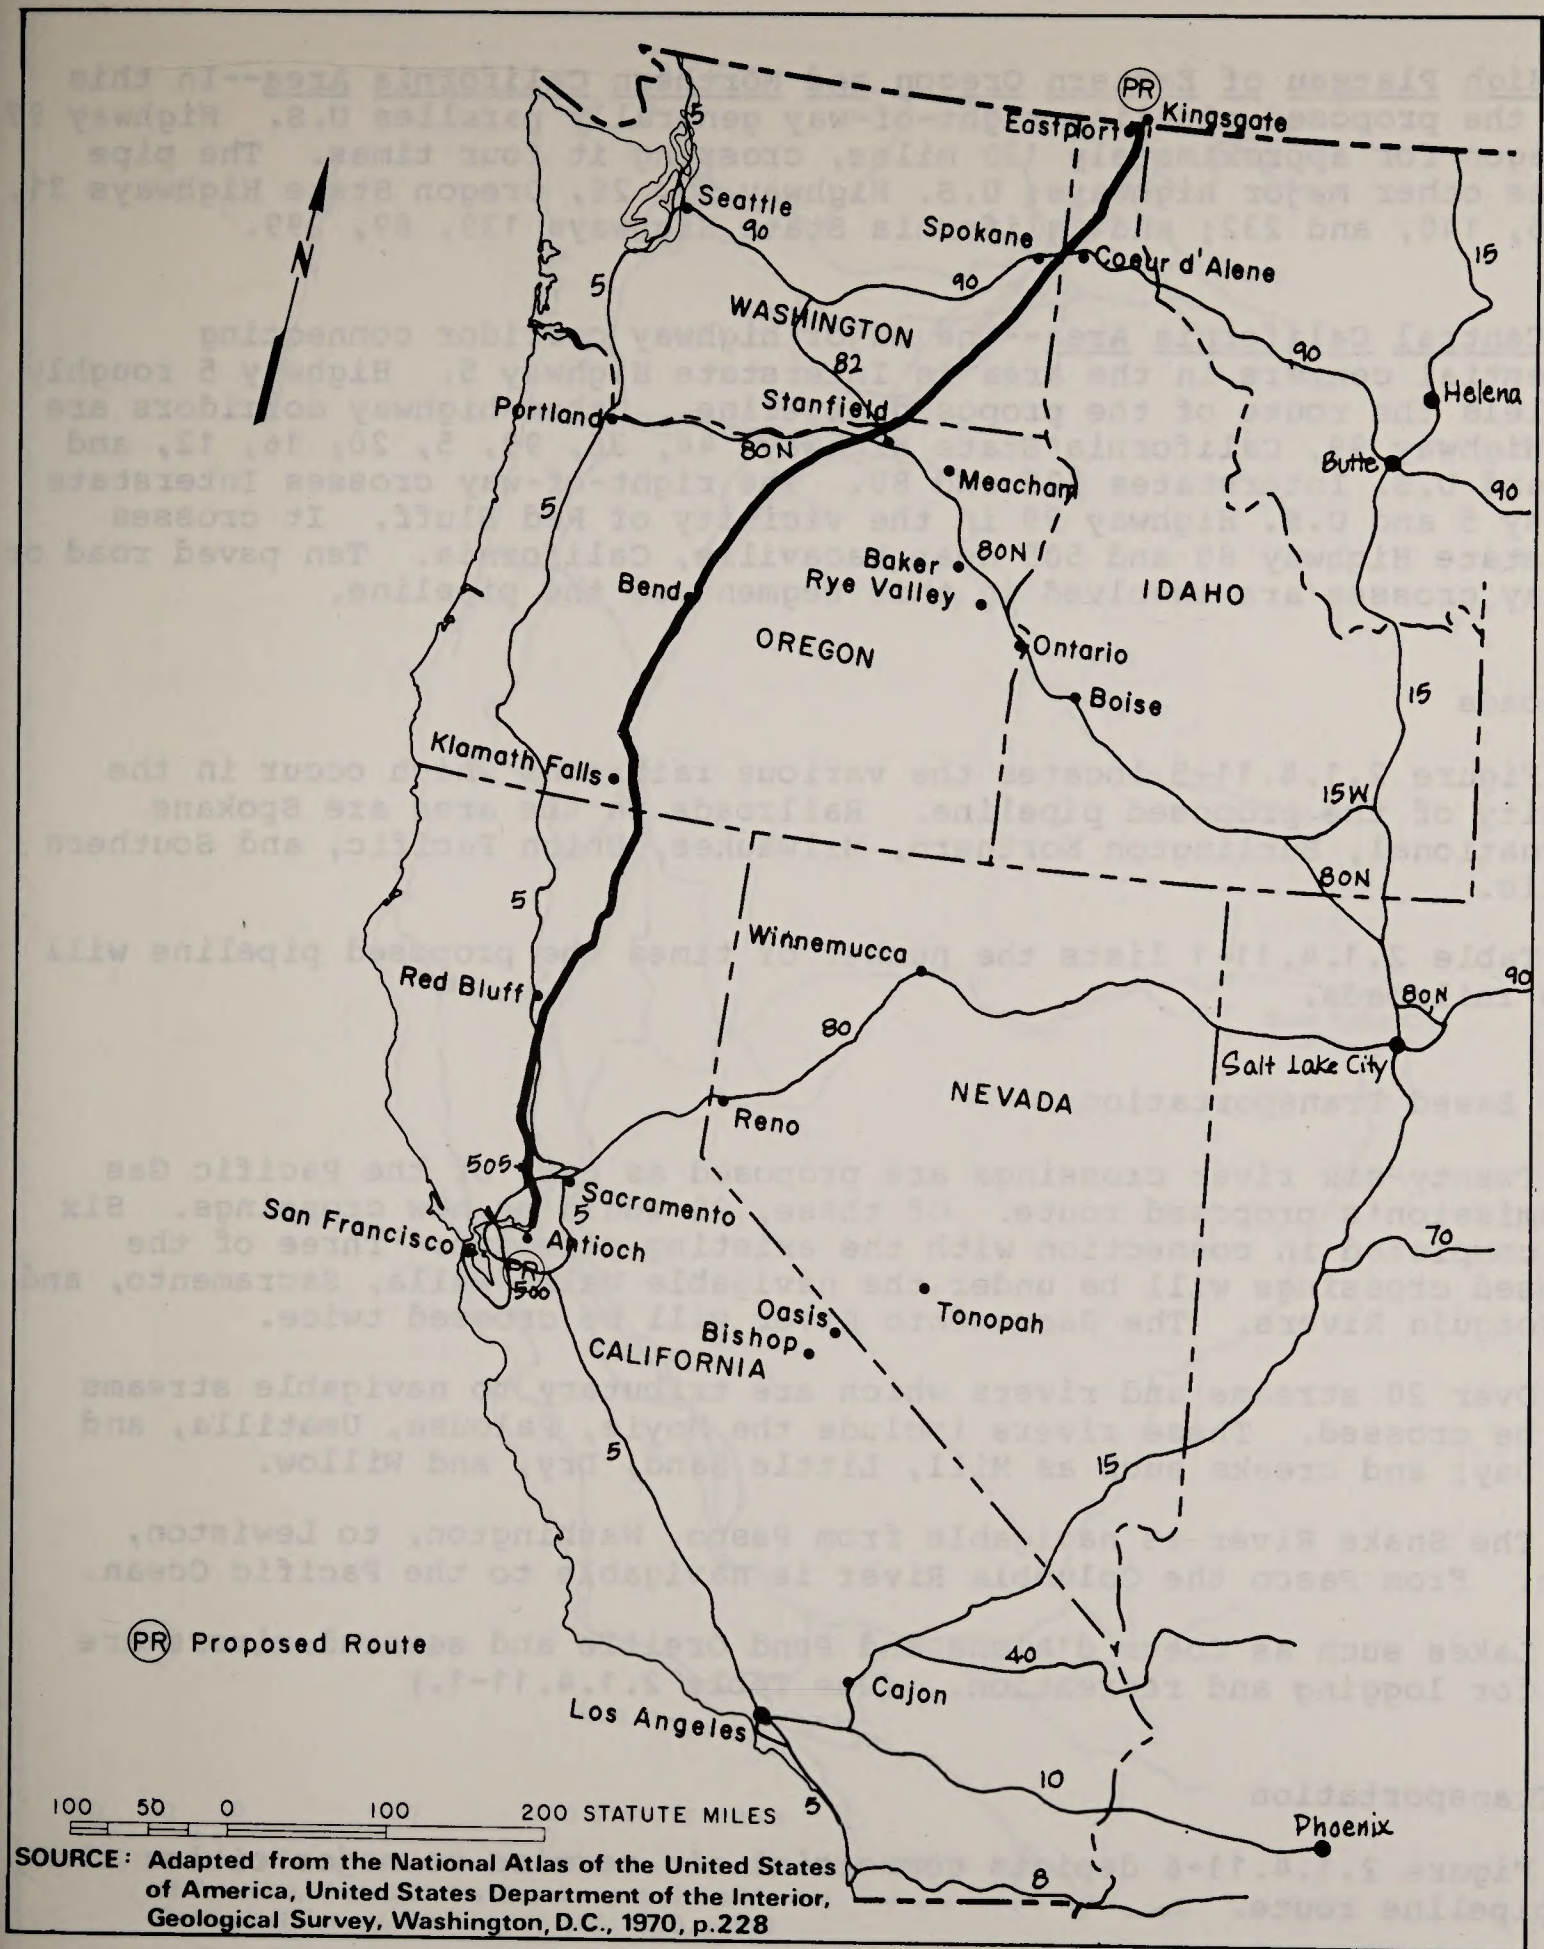 PR
Kingsgate
Eastport
5
Seattle
90
Spokane
Coeur d'Alene
15
N
5
90
WASHINGTON
82
90
Helena
Stanfield
Portland
80N
Butte
90
Meacham
5
80N
Baker
Rye Valley
IDAHO
Bend
OREGON
Ontario
Boise
15
Klamath Falls
15W
80N
5
Winnemucca
Red Bluff
90
80N
80
Salt Lake City
NEVADA
Reno
505
Sacramento
5
San Francisco
Antioch
PR
500
70
Tonopah
Oasis
Bishop
CALIFORNIA
5
15
PR Proposed Route
40
Cajon
Los Angeles
10
5
Phoenix
8
100 50 0 100 200 STATUTE MILES
SOURCE: Adapted from the National Atlas of the United States
of America, United States Department of the Interior,
Geological Survey, Washington, D.C., 1970, p.228